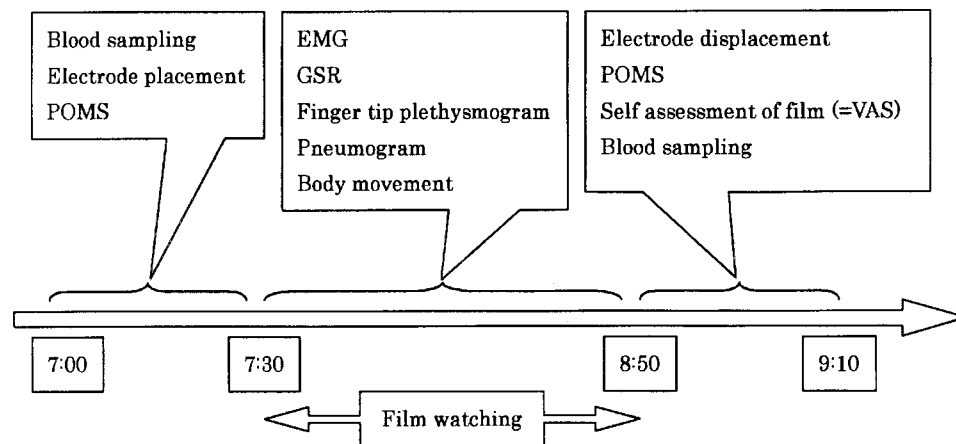 Blood sampling
Electrode placement
POMS
EMG
GSR
Finger tip plethysmogram
Pneumogram
Body movement
Electrode displacement
POMS
Self assessment of film (=VAS)
Blood sampling
7:00
7:30
8:50
9:10
Film watching